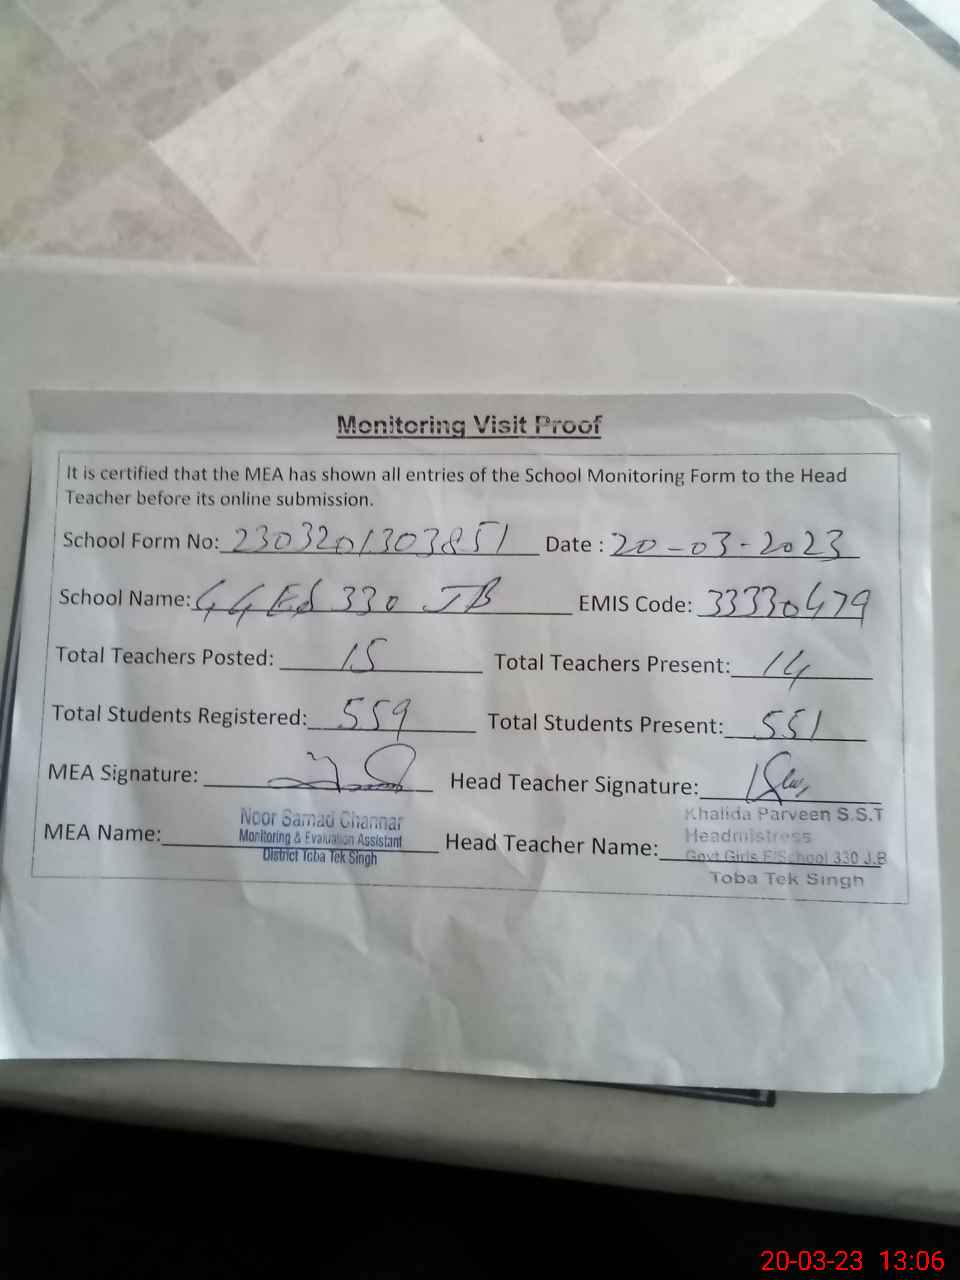 Monitoring Visit Proof
It is certified that the MEA has shown all entries of the School Monitoring Form to the Head
Teacher before its online submission.
School Form No: 2303201303851 Date : 20-03-2023
School Name: GGES 330 JB EMIS Code: 33330479
Total Teachers Posted: 15 Total Teachers Present: 14
Total Students Registered: 559 Total Students Present: 551
MEA Signature: Head Teacher Signature:
MEA Name: Noor Samad Channar
Monitoring & Evaluation Assistant
District Toba Tek Singh
Head Teacher Name: Khalida Parveen S.S.T
Headmistress
Govt Girls E/School 330 J.B
Toba Tek Singh
20-03-23 13:06